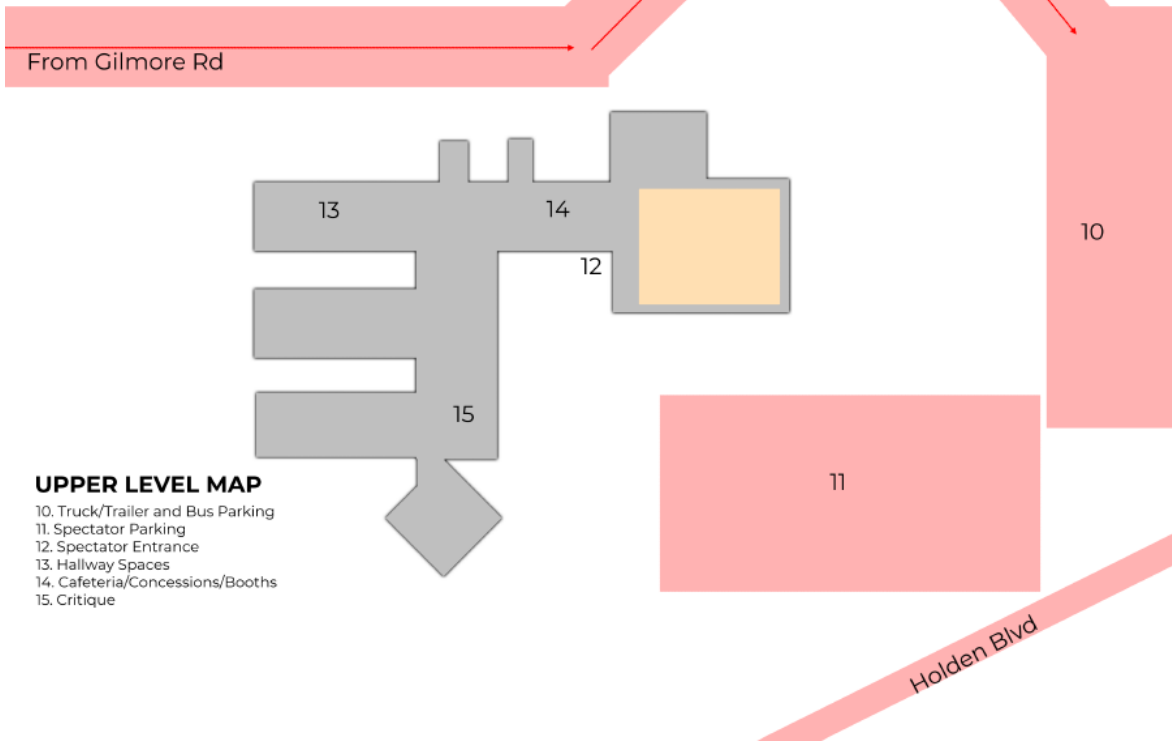 From Gilmore Rd
13
14
10
12
15
11
UPPER LEVEL MAP
10. Truck/Trailer and Bus Parking
11. Spectator Parking
12. Spectator Entrance
13. Hallway Spaces
14. Cafeteria/Concessions/Booths
15. Critique
Holden Blvd